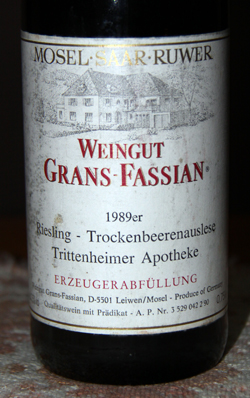 MOSEL·SAAR·RUWER
WEINGUT
GRANS-FASSIAN
1989er
Riesling - Trockenbeerenauslese
Trittenheimer Apotheke
ERZEUGERABFÜLLUNG
Grans-Fassian, D-5501 Leiwen/Mosel - Produce of Germany
Qualitätswein mit Prädikat - A. P. Nr. 3 529 042 2 90